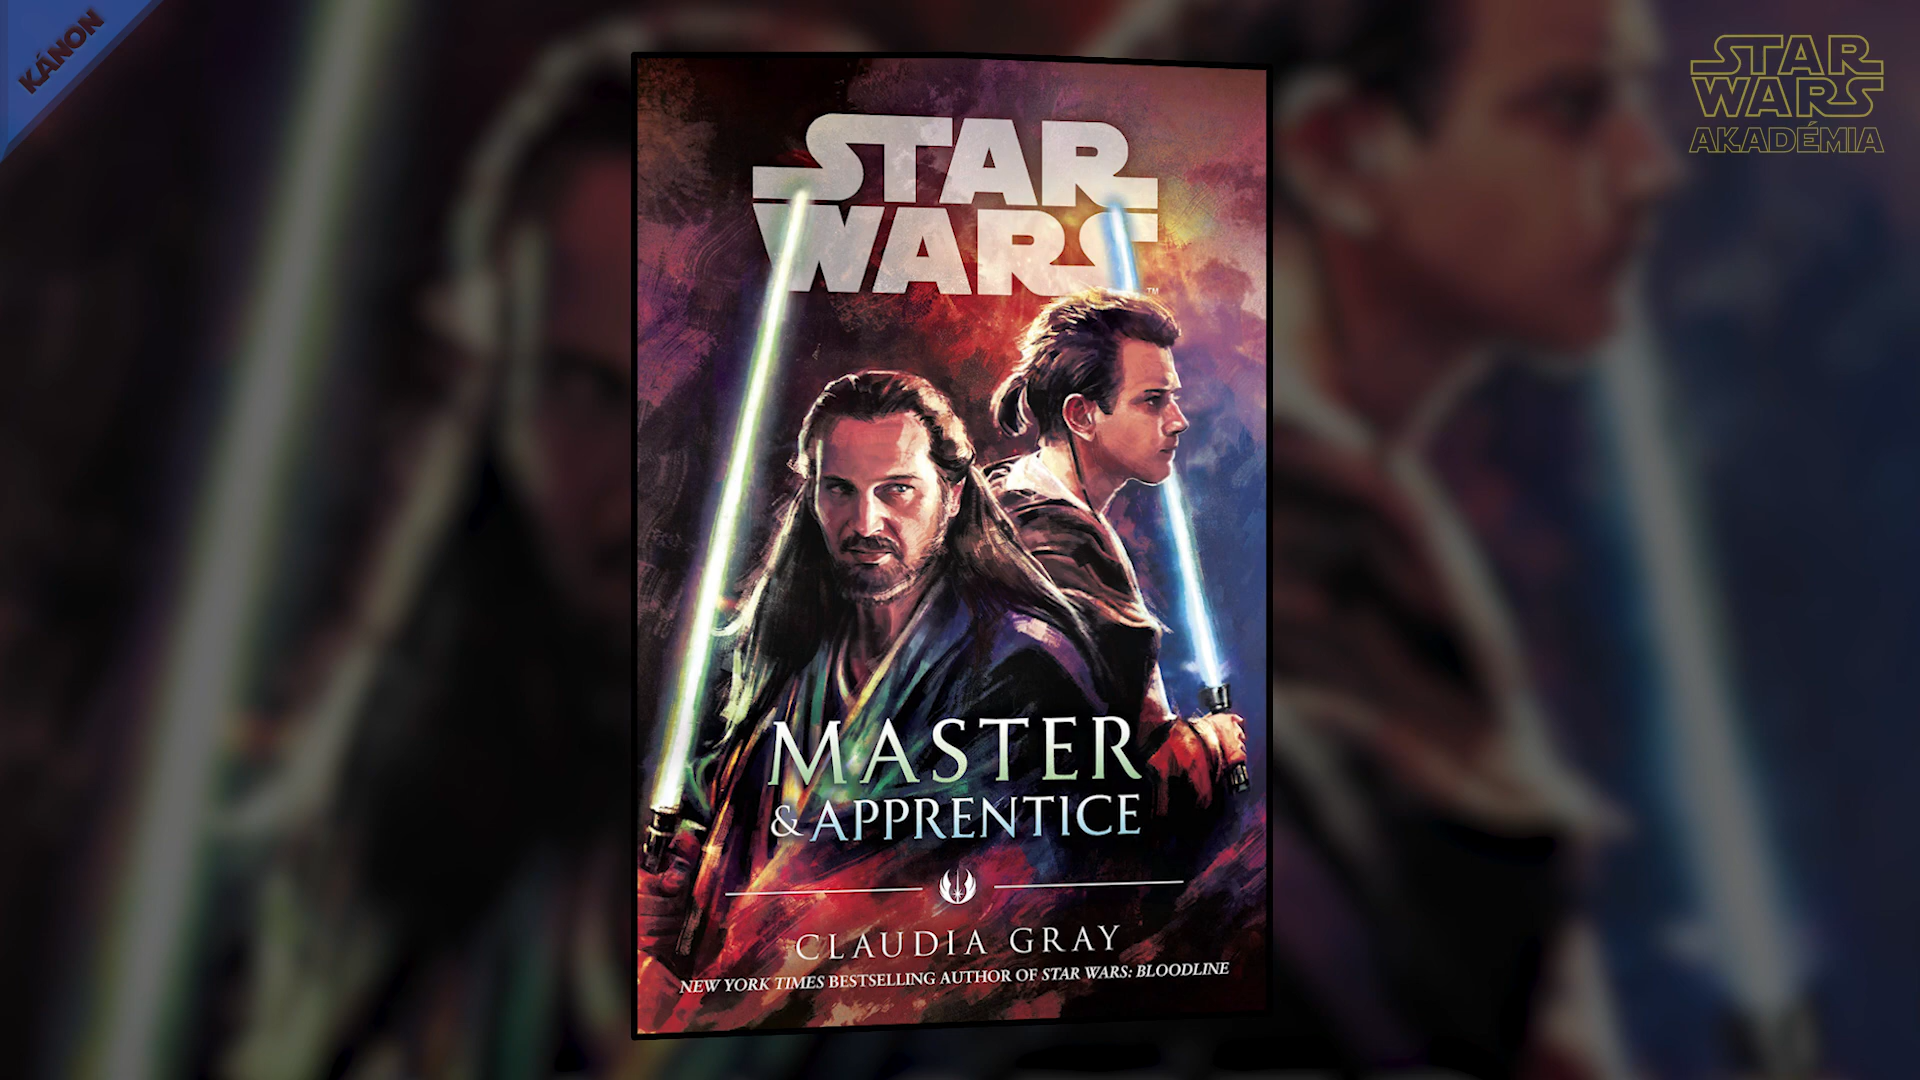 KÁNON
STAR
WARS
AKADÉMIA
STAR
WARS
™
MASTER
& APPRENTICE
CLAUDIA GRAY
NEW YORK TIMES BESTSELLING AUTHOR OF STAR WARS: BLOODLINE